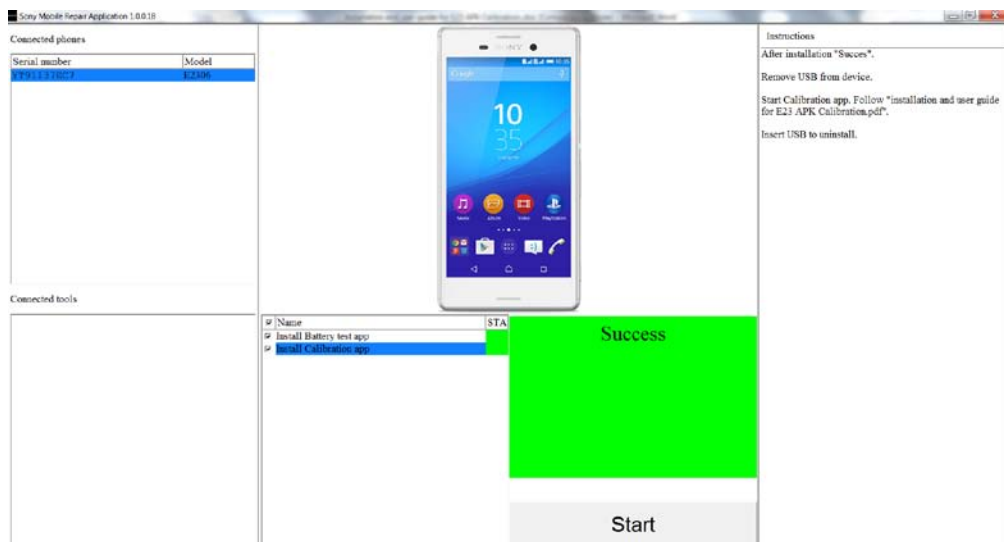 Sony Mobile Repair Application 1.0.0.18
Connected phones
Serial number Model
E2306
Connected tools
SONY
Google
10
35
Name STA
Install Battery test app
Install Calibration app
Success
Start
Instructions
After installation "Succes".
Remove USB from device.
Start Calibration app. Follow "installation and user guide
for E23 APK Calibration.pdf".
Insert USB to uninstall.